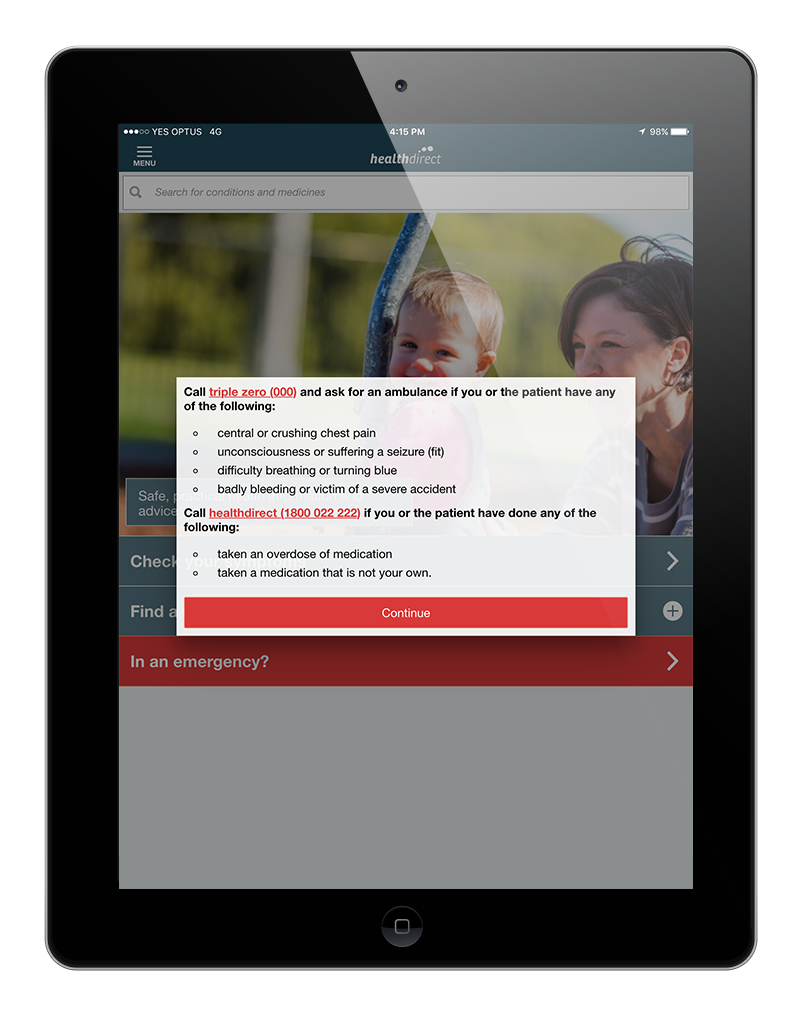 YES OPTUS 4G 4:15 PM 98%
MENU
healthdirect
Search for conditions and medicines
Call triple zero (000) and ask for an ambulance if you or the patient have any
of the following:
central or crushing chest pain
unconsciousness or suffering a seizure (fit)
difficulty breathing or turning blue
badly bleeding or victim of a severe accident
Call healthdirect (1800 022 222) if you or the patient have done any of the
following:
taken an overdose of medication
taken a medication that is not your own.
Continue
Safe,
advice
Check your symptoms
Find a
In an emergency?